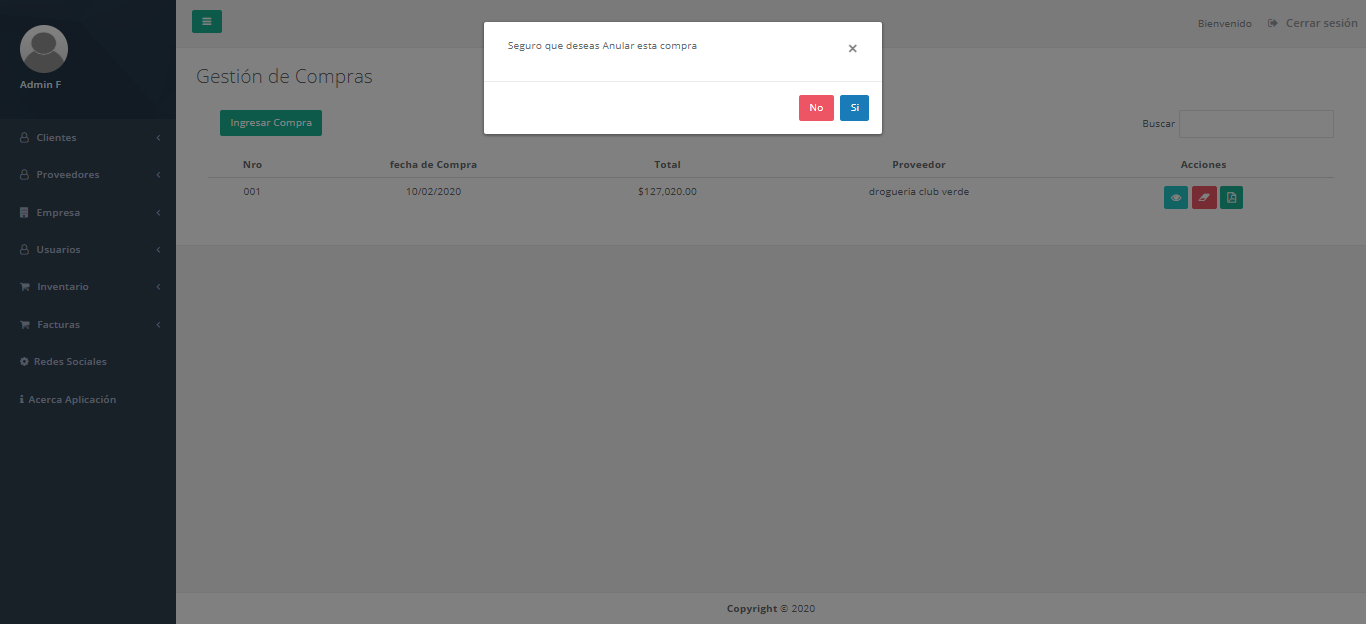 Admin F
Clientes
Proveedores
Empresa
Usuarios
Inventario
Facturas
Redes Sociales
Acerca Aplicación
Bienvenido Cerrar sesión
Seguro que deseas Anular esta compra ×
No Si
Gestión de Compras
Ingresar Compra
Buscar
Nro fecha de Compra Total Proveedor Acciones
001 10/02/2020 $127,020.00 drogueria club verde
Copyright © 2020